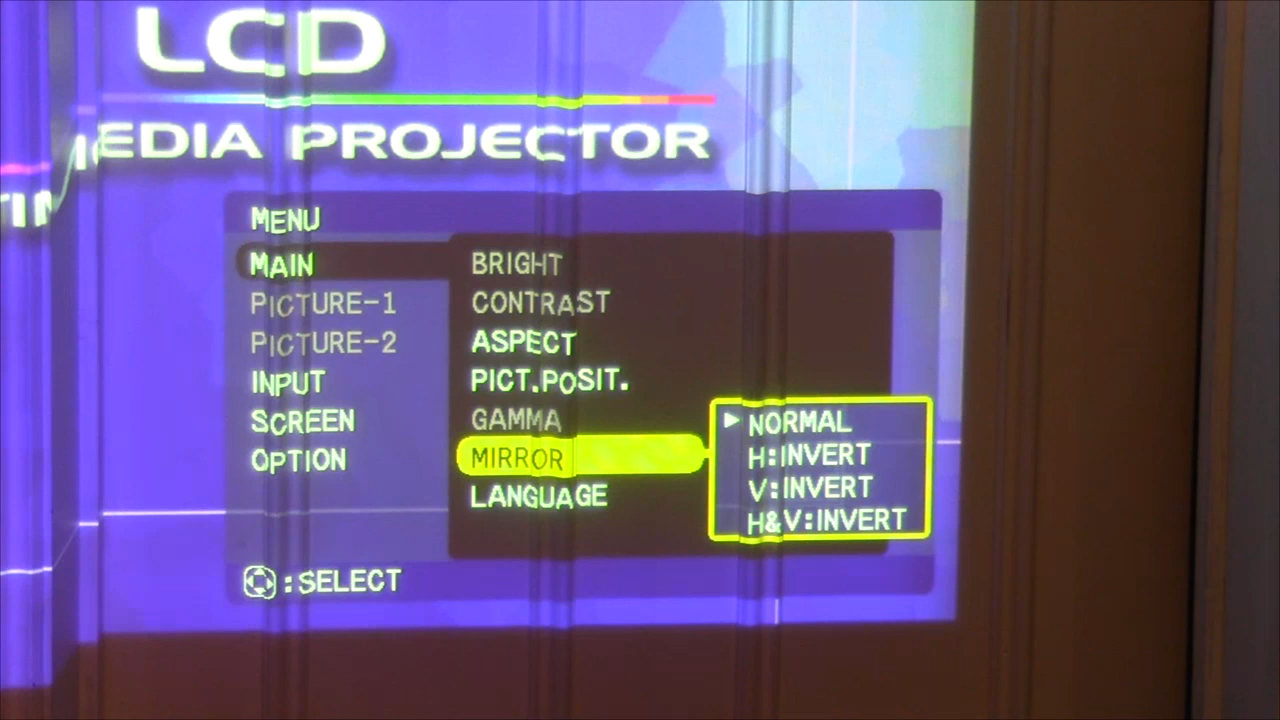 LCD
MEDIA PROJECTOR
MENU
MAIN
PICTURE-1
PICTURE-2
INPUT
SCREEN
OPTION
BRIGHT
CONTRAST
ASPECT
PICT.POSIT.
GAMMA
MIRROR
LANGUAGE
▶ NORMAL
H:INVERT
V:INVERT
H&V:INVERT
:SELECT